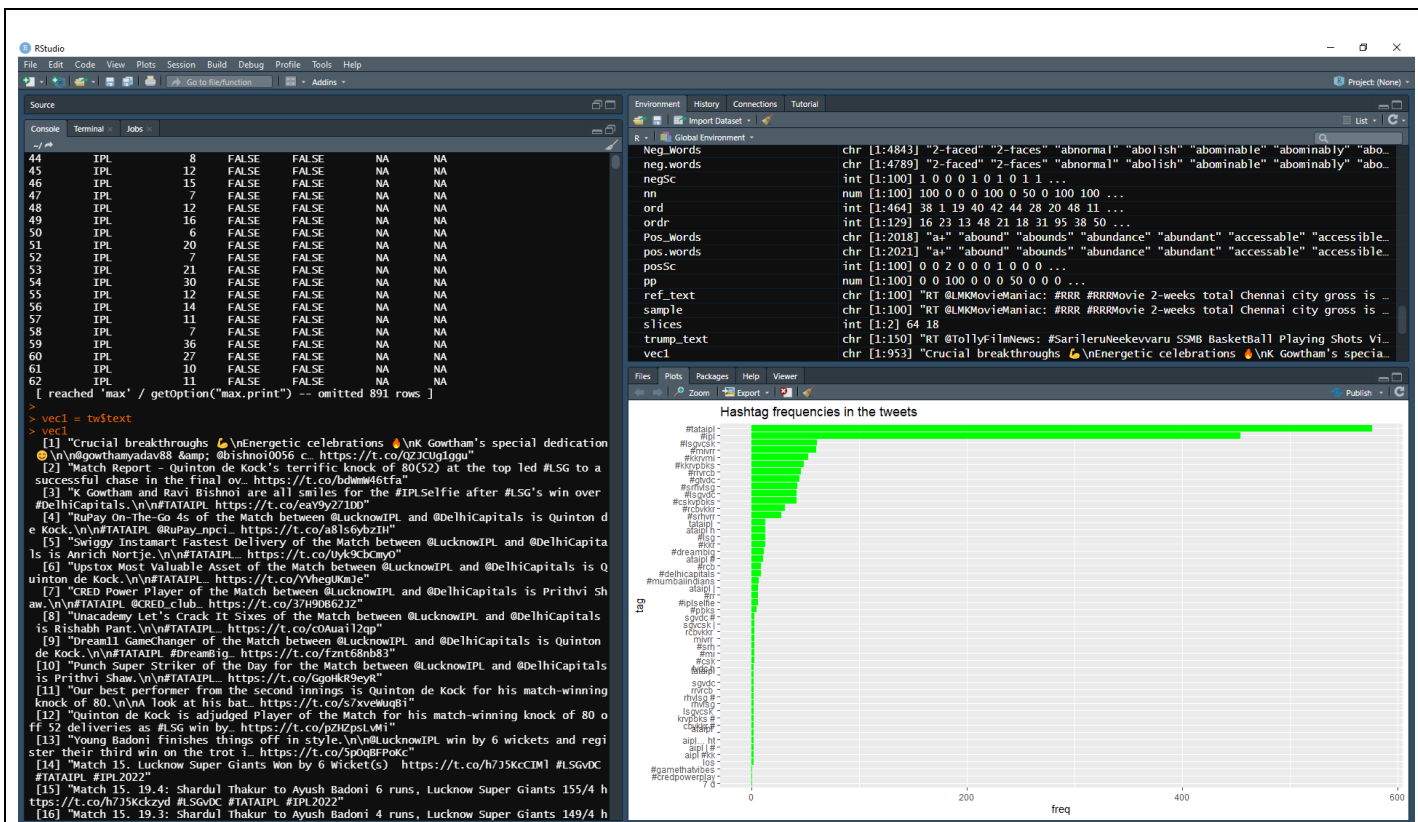 RStudio
File Edit Code View Plots Session Build Debug Profile Tools Help
Go to file/function Addins
Project: (None)
Source
Console Terminal Jobs
~/
44 IPL 8 FALSE FALSE NA NA
45 IPL 12 FALSE FALSE NA NA
46 IPL 15 FALSE FALSE NA NA
47 IPL 7 FALSE FALSE NA NA
48 IPL 12 FALSE FALSE NA NA
49 IPL 16 FALSE FALSE NA NA
50 IPL 6 FALSE FALSE NA NA
51 IPL 20 FALSE FALSE NA NA
52 IPL 7 FALSE FALSE NA NA
53 IPL 21 FALSE FALSE NA NA
54 IPL 30 FALSE FALSE NA NA
55 IPL 12 FALSE FALSE NA NA
56 IPL 14 FALSE FALSE NA NA
57 IPL 11 FALSE FALSE NA NA
58 IPL 7 FALSE FALSE NA NA
59 IPL 36 FALSE FALSE NA NA
60 IPL 27 FALSE FALSE NA NA
61 IPL 10 FALSE FALSE NA NA
62 IPL 11 FALSE FALSE NA NA
[ reached 'max' / getOption("max.print") -- omitted 891 rows ]
>
> vec1 = tw$text
> vec1
[1] "Crucial breakthroughs 💪\nEnergetic celebrations 🔥\nK Gowtham's special dedication
😊\n\n@gowthamyadav88 &amp; @bishnoi0056 c… https://t.co/QZJCUg1ggu"
[2] "Match Report - Quinton de Kock's terrific knock of 80(52) at the top led #LSG to a
successful chase in the final ov… https://t.co/bdWmW46tfa"
[3] "K Gowtham and Ravi Bishnoi are all smiles for the #IPLSelfie after #LSG's win over
#DelhiCapitals.\n\n#TATAIPL https://t.co/eaY9y271DD"
[4] "RuPay On-The-Go 4s of the Match between @LucknowIPL and @DelhiCapitals is Quinton d
e Kock.\n\n#TATAIPL @RuPay_npci… https://t.co/a8ls6ybzIH"
[5] "Swiggy Instamart Fastest Delivery of the Match between @LucknowIPL and @DelhiCapita
ls is Anrich Nortje.\n\n#TATAIPL… https://t.co/Uyk9CbCmyO"
[6] "Upstox Most Valuable Asset of the Match between @LucknowIPL and @DelhiCapitals is Q
uinton de Kock.\n\n#TATAIPL… https://t.co/YVhegUKmJe"
[7] "CRED Power Player of the Match between @LucknowIPL and @DelhiCapitals is Prithvi Sh
aw.\n\n#TATAIPL @CRED_club… https://t.co/37H9DB62JZ"
[8] "Unacademy Let's Crack It Sixes of the Match between @LucknowIPL and @DelhiCapitals
is Rishabh Pant.\n\n#TATAIPL… https://t.co/cOAuail2qp"
[9] "Dream11 GameChanger of the Match between @LucknowIPL and @DelhiCapitals is Quinton
de Kock.\n\n#TATAIPL #DreamBig… https://t.co/fznt68nb83"
[10] "Punch Super Striker of the Day for the Match between @LucknowIPL and @DelhiCapitals
is Prithvi Shaw.\n\n#TATAIPL… https://t.co/GgoHkR9eyR"
[11] "Our best performer from the second innings is Quinton de Kock for his match-winning
knock of 80.\n\nA look at his bat… https://t.co/s7xveWuqBi"
[12] "Quinton de Kock is adjudged Player of the Match for his match-winning knock of 80 o
ff 52 deliveries as #LSG win by… https://t.co/pZHZpsLvMi"
[13] "Young Badoni finishes things off in style.\n\n@LucknowIPL win by 6 wickets and regi
ster their third win on the trot i… https://t.co/5pOqBFPoKc"
[14] "Match 15. Lucknow Super Giants Won by 6 Wicket(s) https://t.co/h7J5KcCIMl #LSGvDC
#TATAIPL #IPL2022"
[15] "Match 15. 19.4: Shardul Thakur to Ayush Badoni 6 runs, Lucknow Super Giants 155/4 h
ttps://t.co/h7J5Kckzyd #LSGvDC #TATAIPL #IPL2022"
[16] "Match 15. 19.3: Shardul Thakur to Ayush Badoni 4 runs, Lucknow Super Giants 149/4 h
Environment History Connections Tutorial
Import Dataset List
R Global Environment
Neg_Words chr [1:4843] "2-faced" "2-faces" "abnormal" "abolish" "abominable" "abominably" "abo…
neg.words chr [1:4789] "2-faced" "2-faces" "abnormal" "abolish" "abominable" "abominably" "abo…
negSc int [1:100] 1 0 0 0 1 0 1 0 1 1 ...
nn num [1:100] 100 0 0 0 100 0 50 0 100 100 ...
ord int [1:464] 38 1 19 40 42 44 28 20 48 11 ...
ordr int [1:129] 16 23 13 48 21 18 31 95 38 50 ...
Pos_Words chr [1:2018] "a+" "abound" "abounds" "abundance" "abundant" "accessable" "accessible…
pos.words chr [1:2021] "a+" "abound" "abounds" "abundance" "abundant" "accessable" "accessible…
posSc int [1:100] 0 0 2 0 0 0 1 0 0 0 ...
pp num [1:100] 0 0 100 0 0 0 50 0 0 0 ...
ref_text chr [1:100] "RT @LMKMovieManiac: #RRR #RRRMovie 2-weeks total Chennai city gross is …
sample chr [1:100] "RT @LMKMovieManiac: #RRR #RRRMovie 2-weeks total Chennai city gross is …
slices int [1:2] 64 18
trump_text chr [1:150] "RT @TollyFilmNews: #SarileruNeekevvaru SSMB BasketBall Playing Shots Vi…
vec1 chr [1:953] "Crucial breakthroughs 💪\nEnergetic celebrations 🔥\nK Gowtham's specia…
Files Plots Packages Help Viewer
Zoom Export Publish
Hashtag frequencies in the tweets
#tataipl
#ipl
#lsgvcsk
#mivrr
#kkrvmi
#kkrvpbks
#rrvrcb
#gtvdc
#srhvlsg
#lsgvdc
#cskvpbks
#rcbvkkr
#srhvrr
tataipl
ataipl h
#lsg
#kkr
#dreambig
ataipl #
#rcb
#delhicapitals
#mumbaiindians
ataipl |
#rr
#iplselfie
#pbks
sgvdc #
sgvcsk |
rcbvkkr
mivrr
#srh
#mi
#csk
sgvdc
rrvrcb
rhvlsg #
rhvlsg
lsgvcsk
krvpbks #
aipl… ht
aipl | #
aipl #kk
los
#gamethatvibes
#credpowerplay
7 d
tag
0 200 400 600
freq